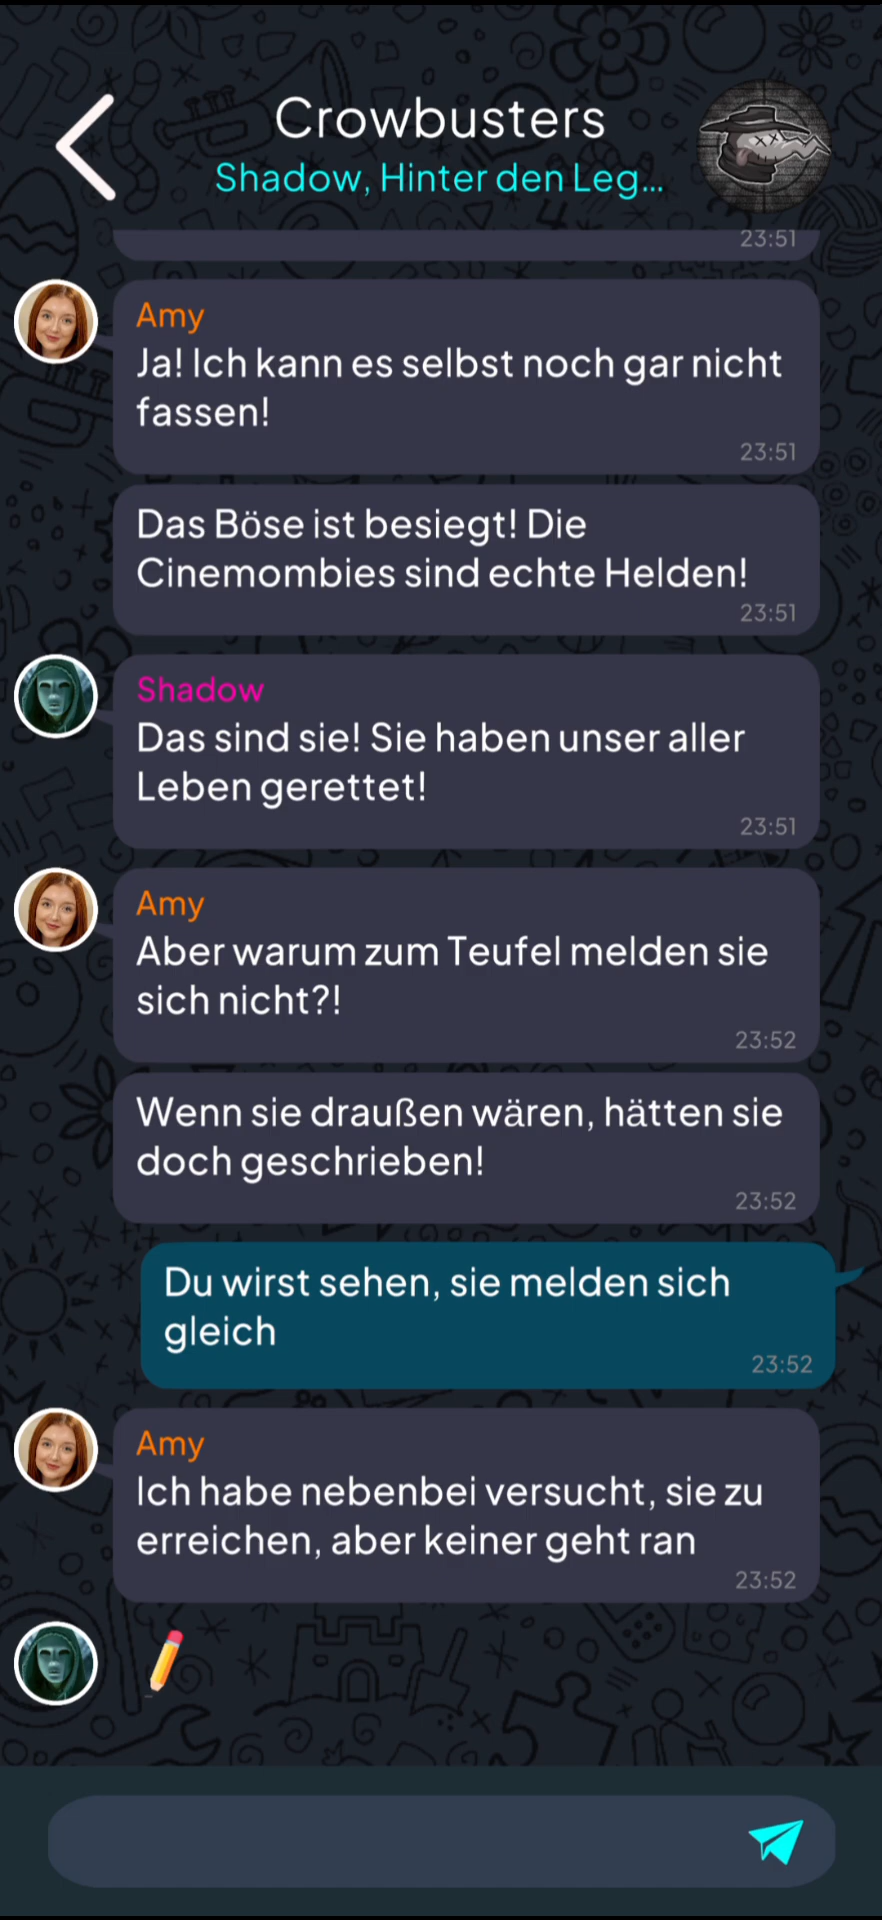 Crowbusters
Shadow, Hinter den Leg...
23:51
Amy
Ja! Ich kann es selbst noch gar nicht
fassen!
23:51
Das Böse ist besiegt! Die
Cinemombies sind echte Helden!
23:51
Shadow
Das sind sie! Sie haben unser aller
Leben gerettet!
23:51
Amy
Aber warum zum Teufel melden sie
sich nicht?!
23:52
Wenn sie draußen wären, hätten sie
doch geschrieben!
23:52
Du wirst sehen, sie melden sich
gleich
23:52
Amy
Ich habe nebenbei versucht, sie zu
erreichen, aber keiner geht ran
23:52